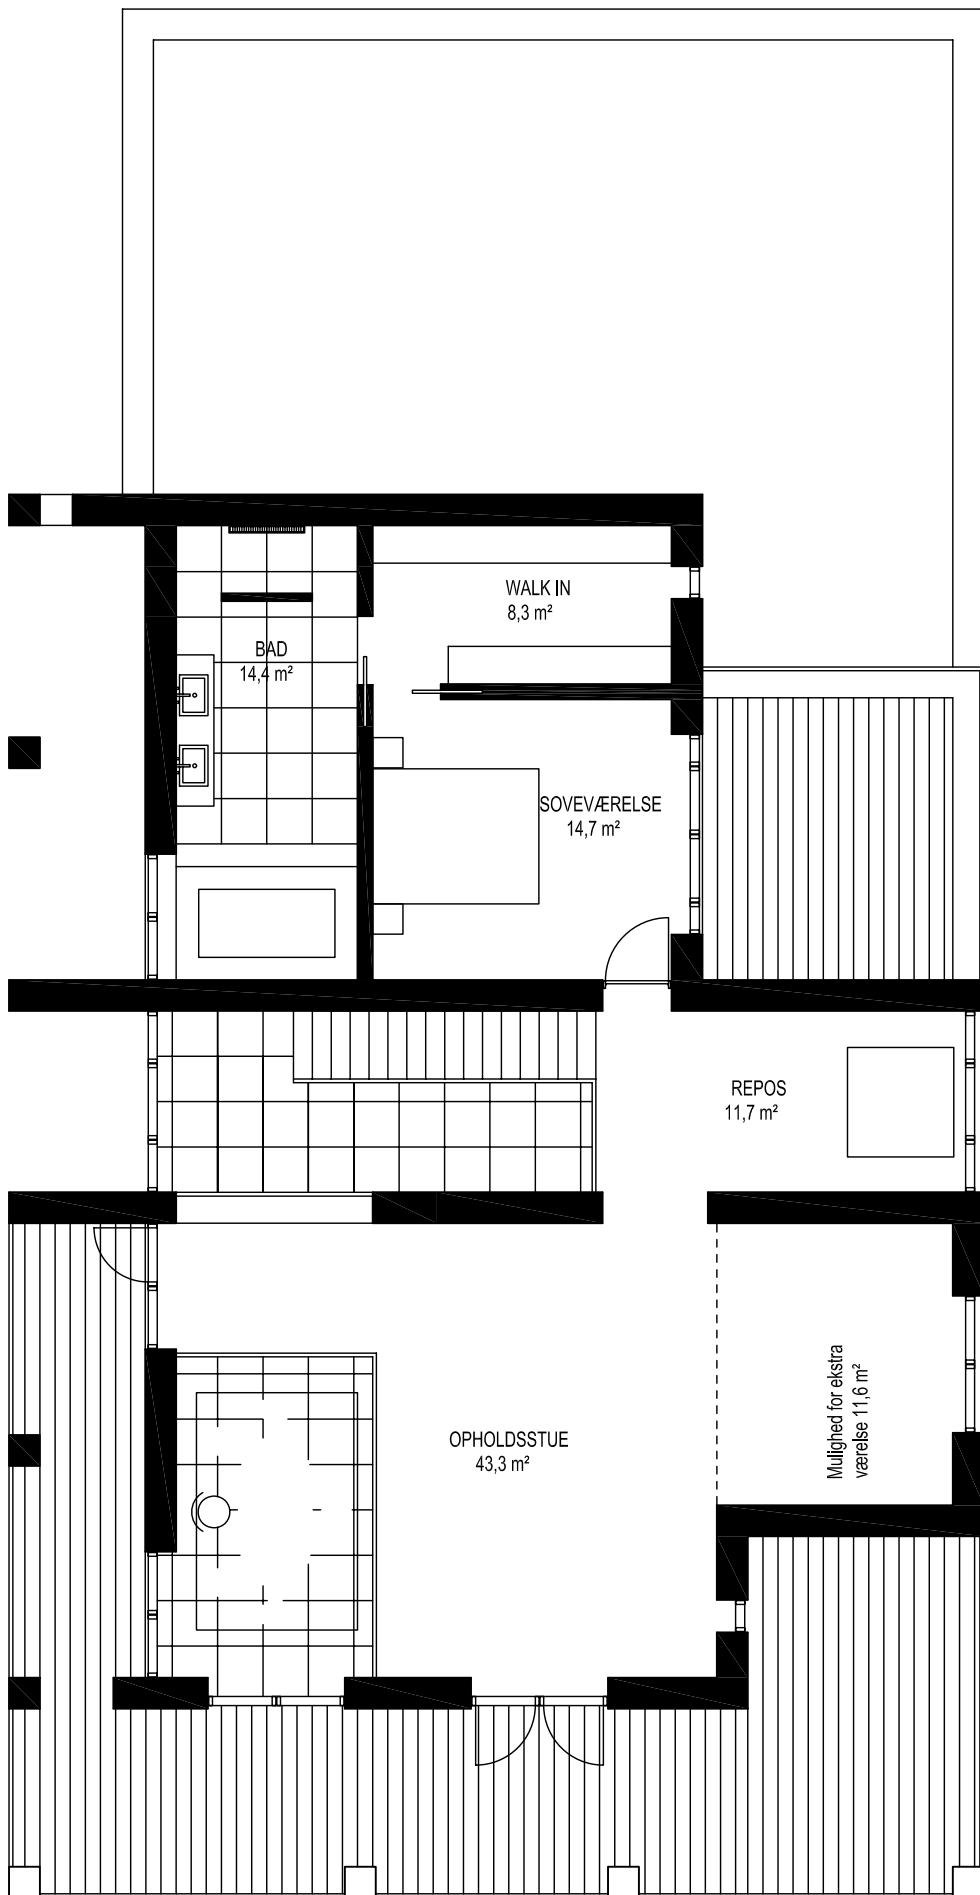 WALK IN
8,3 m²
BAD
14,4 m²
SOVEVÆRELSE
14,7 m²
REPOS
11,7 m²
OPHOLDSSTUE
43,3 m²
Mulighed for ekstra
værelse 11,6 m²